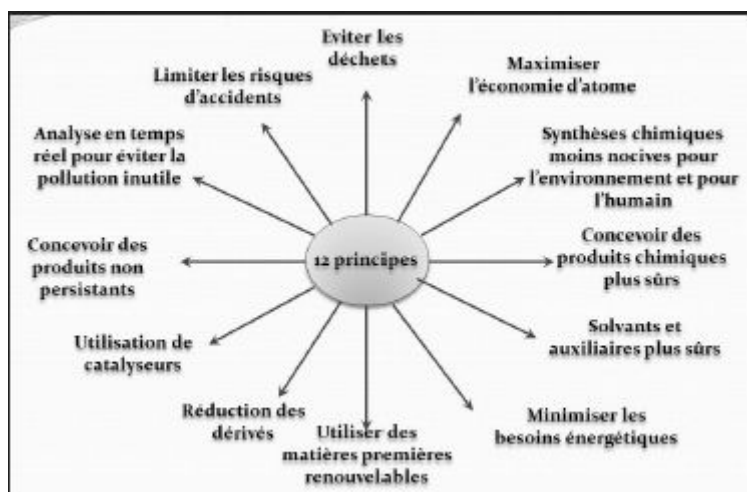 Eviter les
déchets
Maximiser
l'économie d'atome
Synthèses chimiques
moins nocives pour
l'environnement et pour
l'humain
Concevoir des
produits chimiques
plus sûrs
Solvants et
auxiliaires plus sûrs
Minimiser les
besoins énergétiques
Utiliser des
matières premières
renouvelables
Réduction des
dérivés
Utilisation de
catalyseurs
Concevoir des
produits non
persistants
Analyse en temps
réel pour éviter la
pollution inutile
Limiter les risques
d'accidents
12 principes